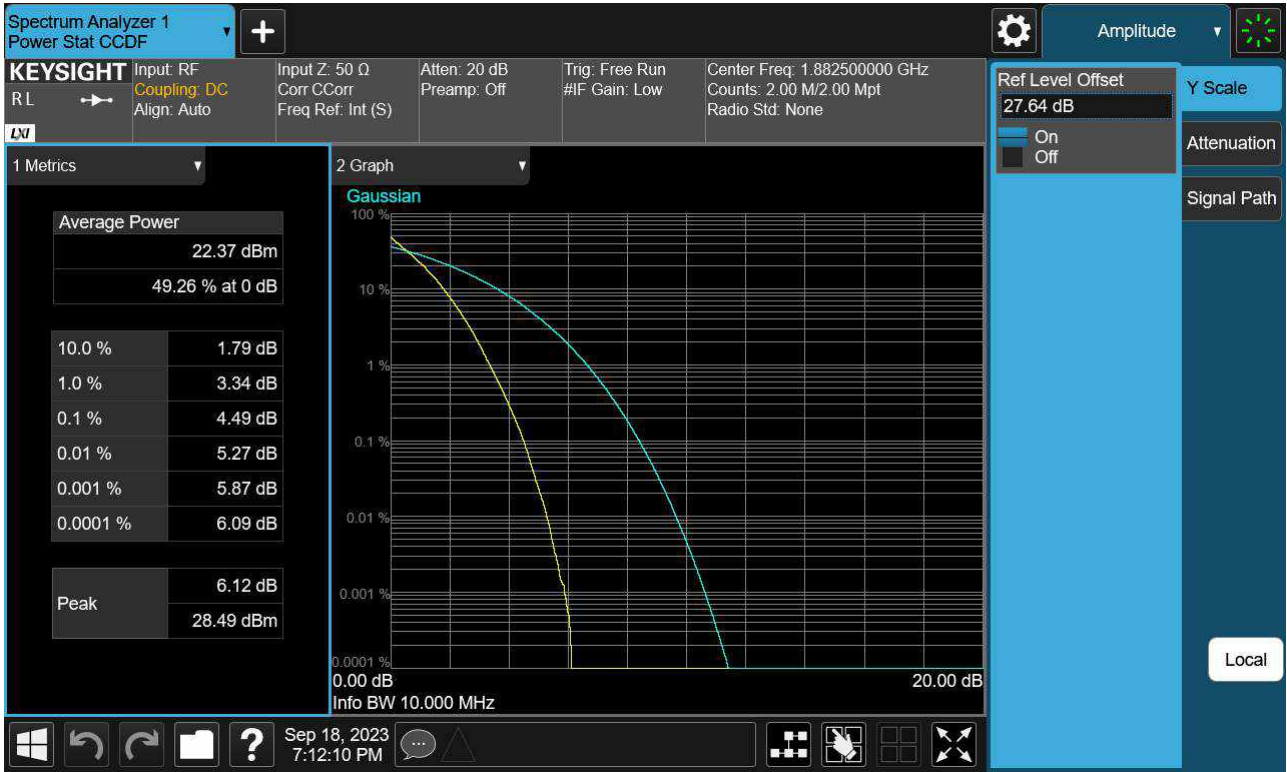 Spectrum Analyzer 1
Power Stat CCDF
Amplitude
KEYSIGHT
R L
LXI
Input: RF
Coupling: DC
Align: Auto
Input Z: 50 Ω
Corr CCorr
Freq Ref: Int (S)
Atten: 20 dB
Preamp: Off
Trig: Free Run
#IF Gain: Low
Center Freq: 1.882500000 GHz
Counts: 2.00 M/2.00 Mpt
Radio Std: None
Ref Level Offset
27.64 dB
On
Off
Y Scale
Attenuation
Signal Path
Local
1 Metrics
Average Power
22.37 dBm
49.26 % at 0 dB
10.0 % 1.79 dB
1.0 % 3.34 dB
0.1 % 4.49 dB
0.01 % 5.27 dB
0.001 % 5.87 dB
0.0001 % 6.09 dB
Peak
6.12 dB
28.49 dBm
2 Graph
Gaussian
100 %
10 %
1 %
0.1 %
0.01 %
0.001 %
0.0001 %
0.00 dB 20.00 dB
Info BW 10.000 MHz
?
Sep 18, 2023
7:12:10 PM